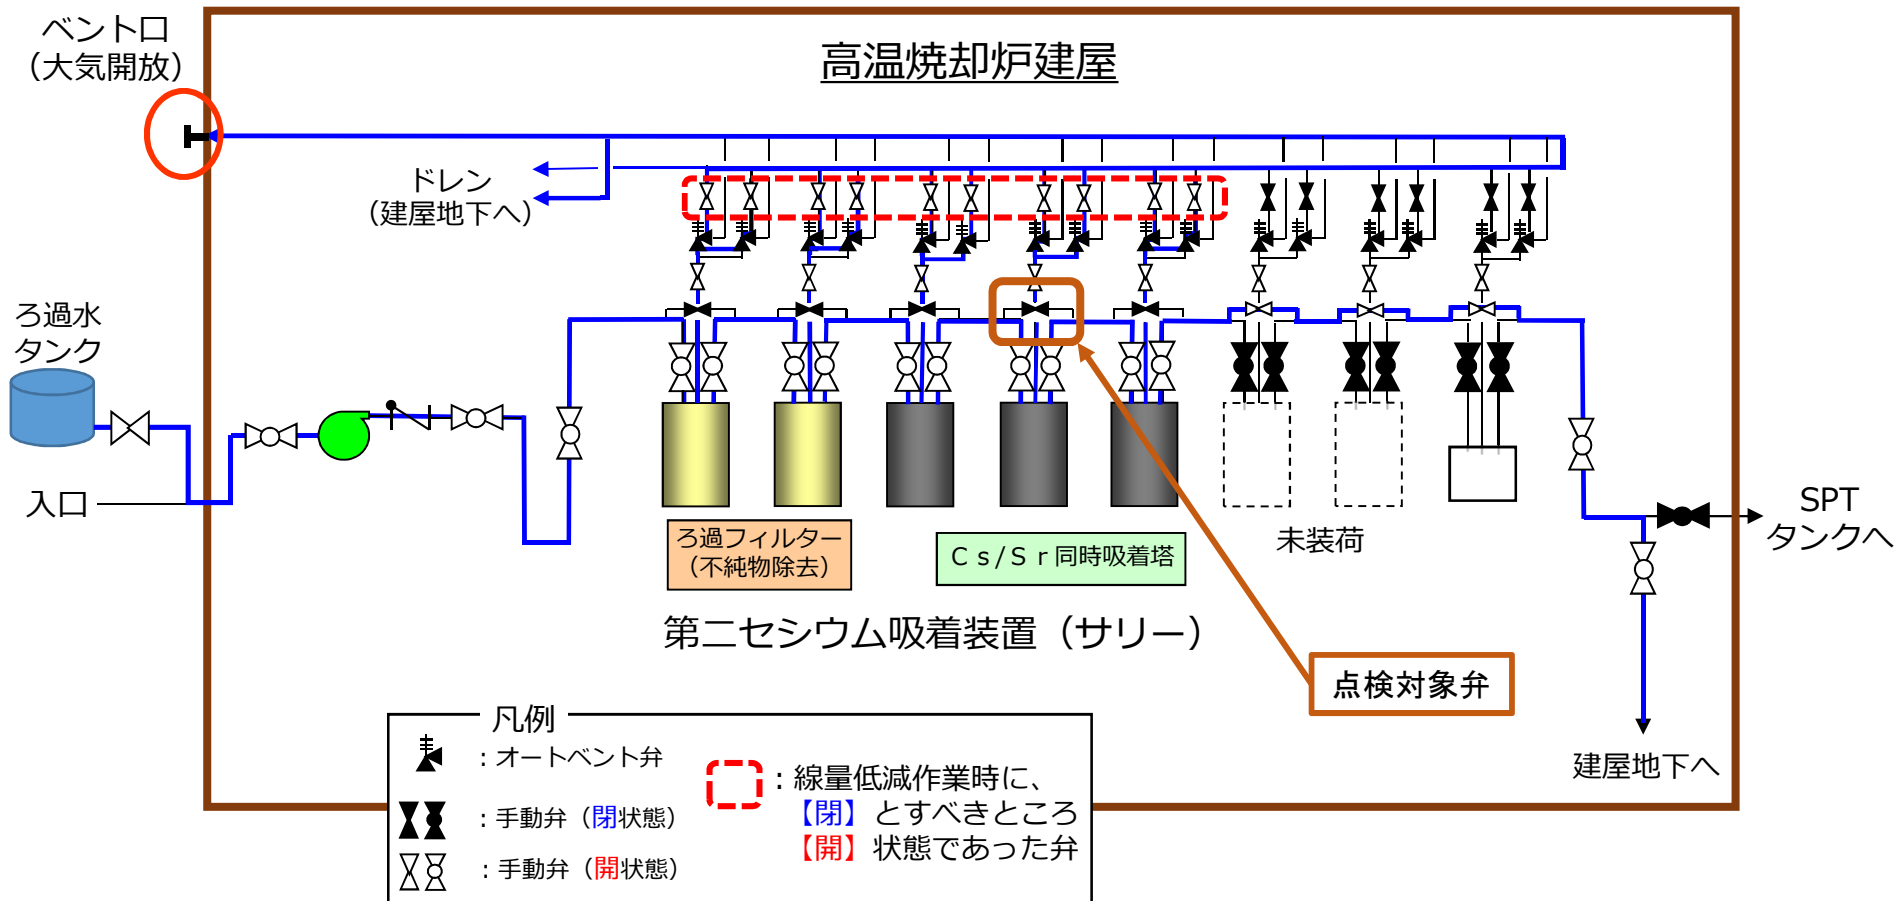 ベント口
（大気開放）
高温焼却炉建屋
ドレン
（建屋地下へ）
ろ過水
タンク
入口
ろ過フィルター
（不純物除去）
Ｃｓ/Ｓｒ同時吸着塔
未装荷
SPT
タンクへ
第二セシウム吸着装置（サリー）
点検対象弁
建屋地下へ
凡例
：オートベント弁
：手動弁（閉状態）
：手動弁（開状態）
：線量低減作業時に、
【閉】とすべきところ
【開】状態であった弁